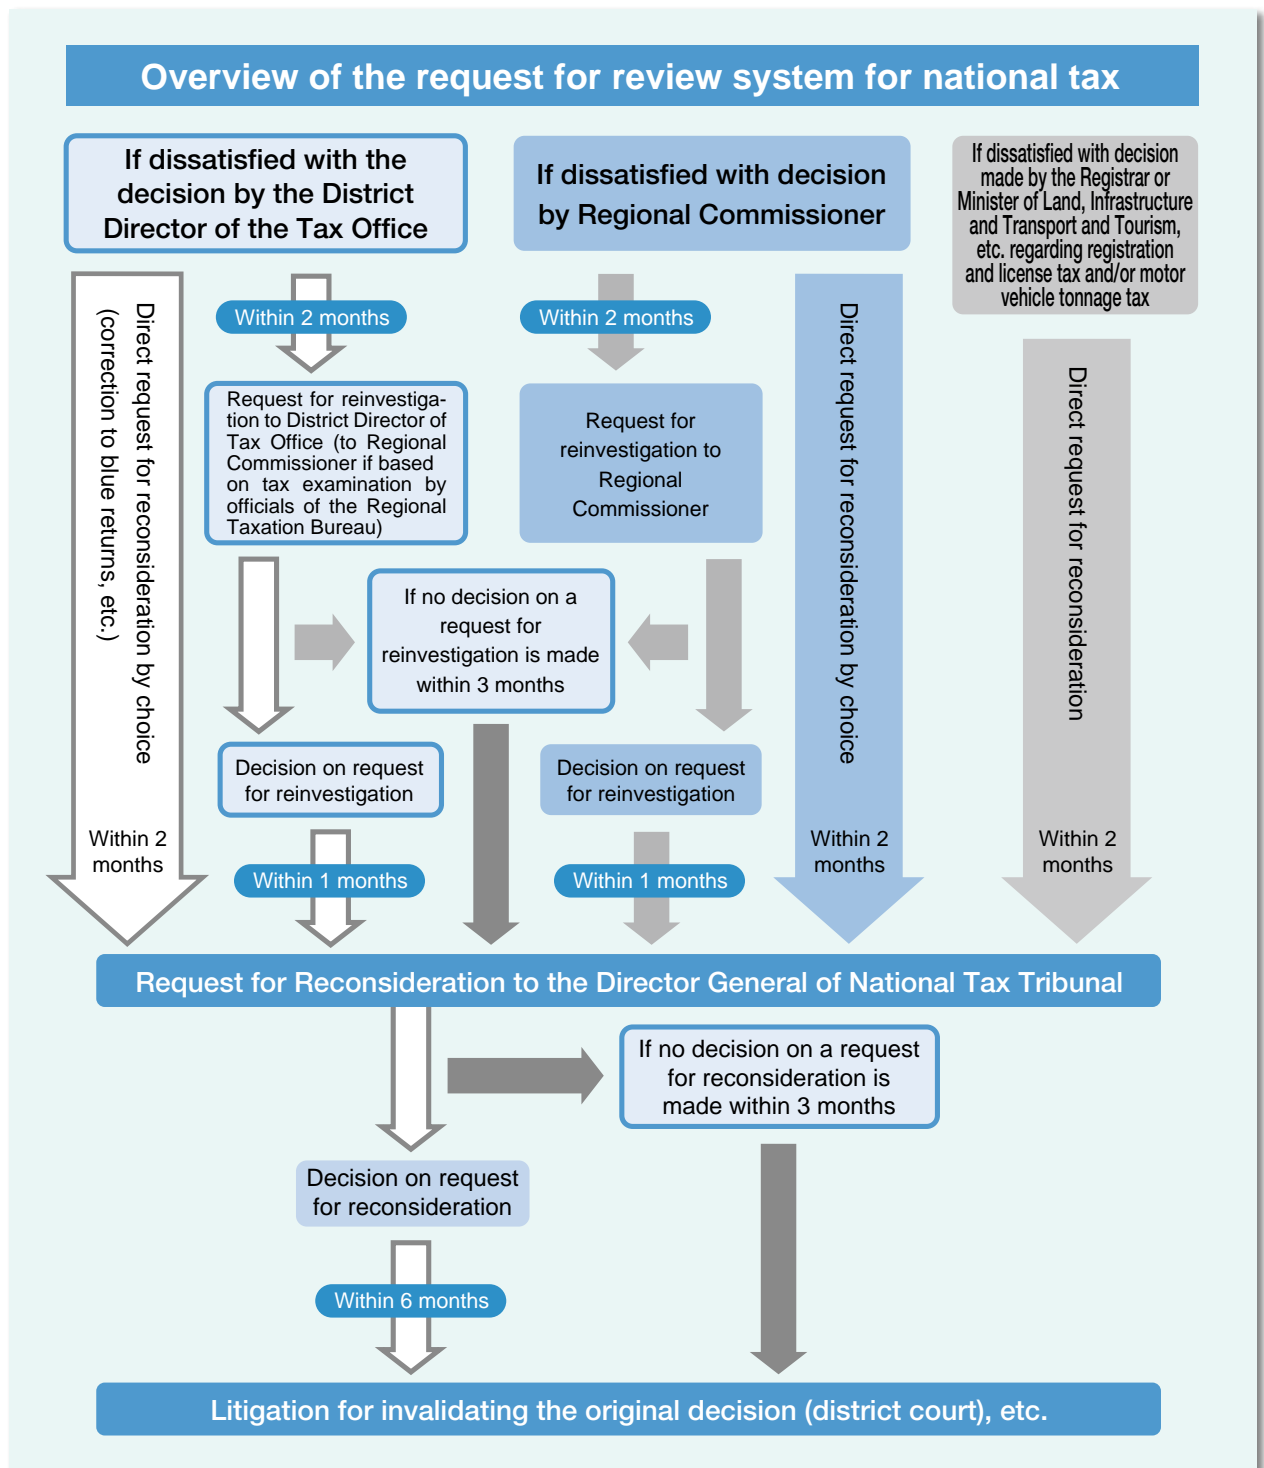 Overview of the request for review system for national tax
If dissatisfied with the
decision by the District
Director of the Tax Office
If dissatisfied with decision
by Regional Commissioner
If dissatisfied with decision
made by the Registrar or
Minister of Land, Infrastructure
and Transport and Tourism,
etc. regarding registration
and license tax and/or motor
vehicle tonnage tax
Direct request for reconsideration by choice
(correction to blue returns, etc.)
Within 2
months
Within 2 months
Request for reinvestiga-
tion to District Director of
Tax Office (to Regional
Commissioner if based
on tax examination by
officials of the Regional
Taxation Bureau)
Within 2 months
Request for
reinvestigation to
Regional
Commissioner
Direct request for reconsideration by choice
Within 2
months
Direct request for reconsideration
Within 2
months
If no decision on a
request for
reinvestigation is made
within 3 months
Decision on request
for reinvestigation
Decision on request
for reinvestigation
Within 1 months
Within 1 months
Request for Reconsideration to the Director General of National Tax Tribunal
If no decision on a request
for reconsideration is
made within 3 months
Decision on request
for reconsideration
Within 6 months
Litigation for invalidating the original decision (district court), etc.